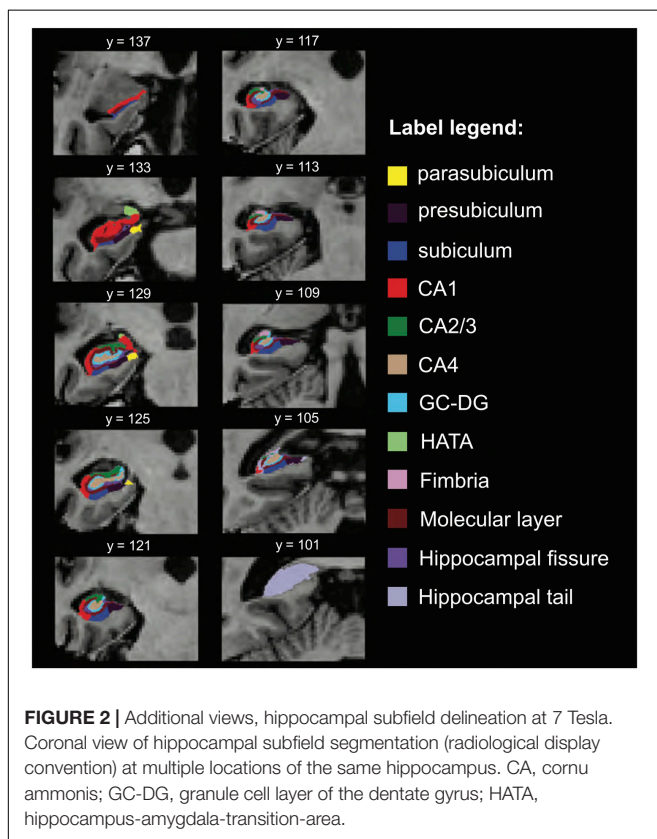 y = 137
y = 117
Label legend:
parasubiculum
y = 133
y = 113
presubiculum
subiculum
CA1
y = 129
y = 109
CA2/3
CA4
GC-DG
y = 125
y = 105
HATA
Fimbria
Molecular layer
y = 121
y = 101
Hippocampal fissure
Hippocampal tail
FIGURE 2 | Additional views, hippocampal subfield delineation at 7 Tesla.
Coronal view of hippocampal subfield segmentation (radiological display
convention) at multiple locations of the same hippocampus. CA, cornu
ammonis; GC-DG, granule cell layer of the dentate gyrus; HATA,
hippocampus-amygdala-transition-area.